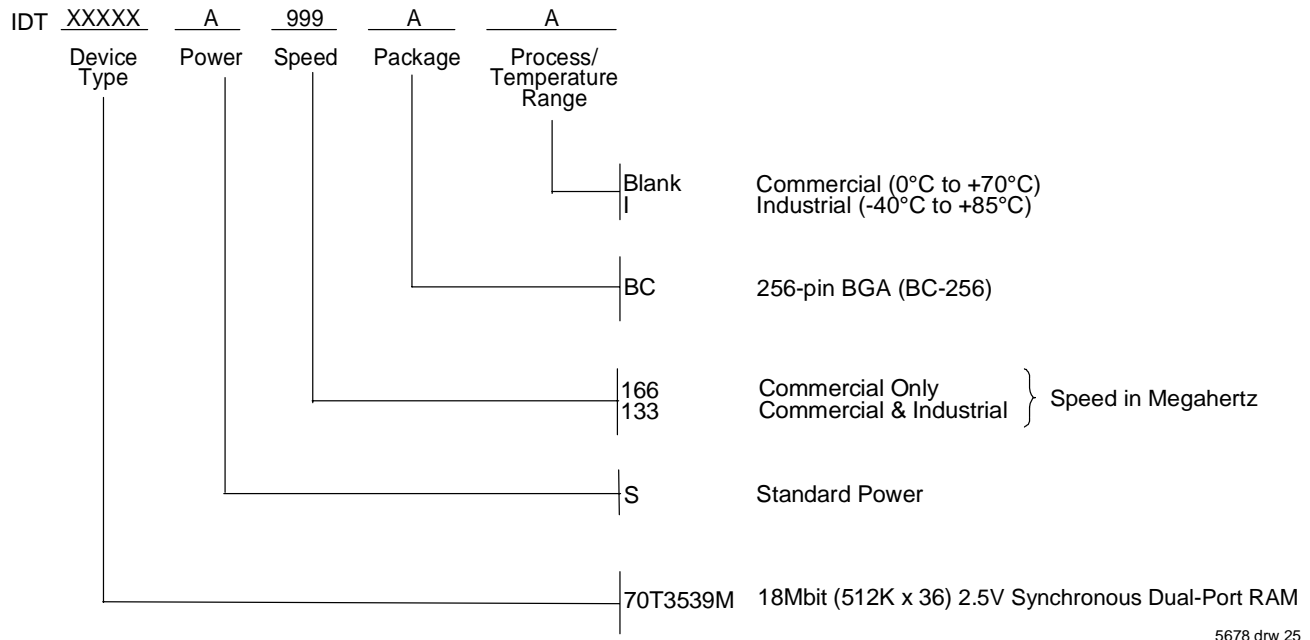 IDT XXXXX A 999 A A
Device Type Power Speed Package Process/ Temperature Range
Blank Commercial (0°C to +70°C)
I Industrial (-40°C to +85°C)
BC 256-pin BGA (BC-256)
166 Commercial Only
133 Commercial & Industrial
Speed in Megahertz
S Standard Power
70T3539M 18Mbit (512K x 36) 2.5V Synchronous Dual-Port RAM
5678 drw 25